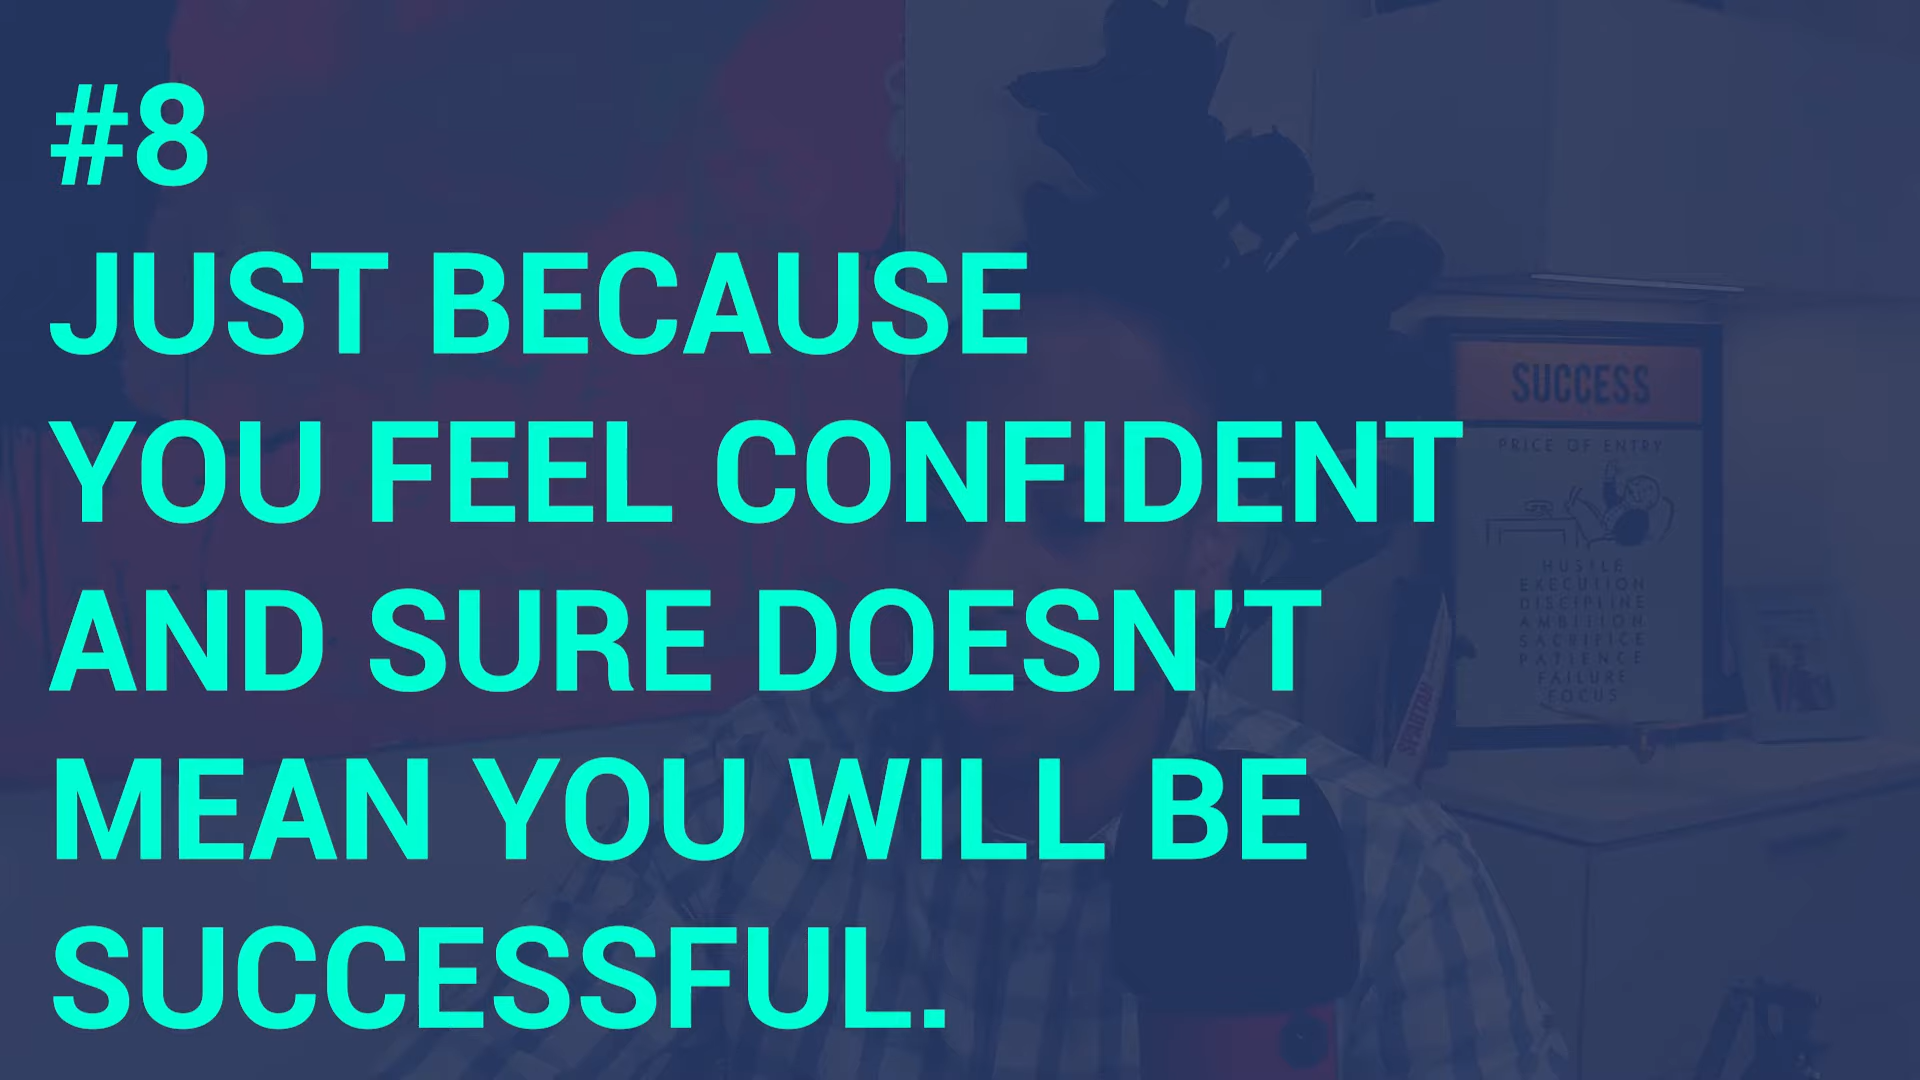 #8
JUST BECAUSE
YOU FEEL CONFIDENT
AND SURE DOESN'T
MEAN YOU WILL BE
SUCCESSFUL.
SUCCESS
PRICE OF ENTRY
HUSTLE
EXECUTION
DISCIPLINE
AMBITION
SACRIFICE
PATIENCE
FAILURE
FOCUS
SPARTAN